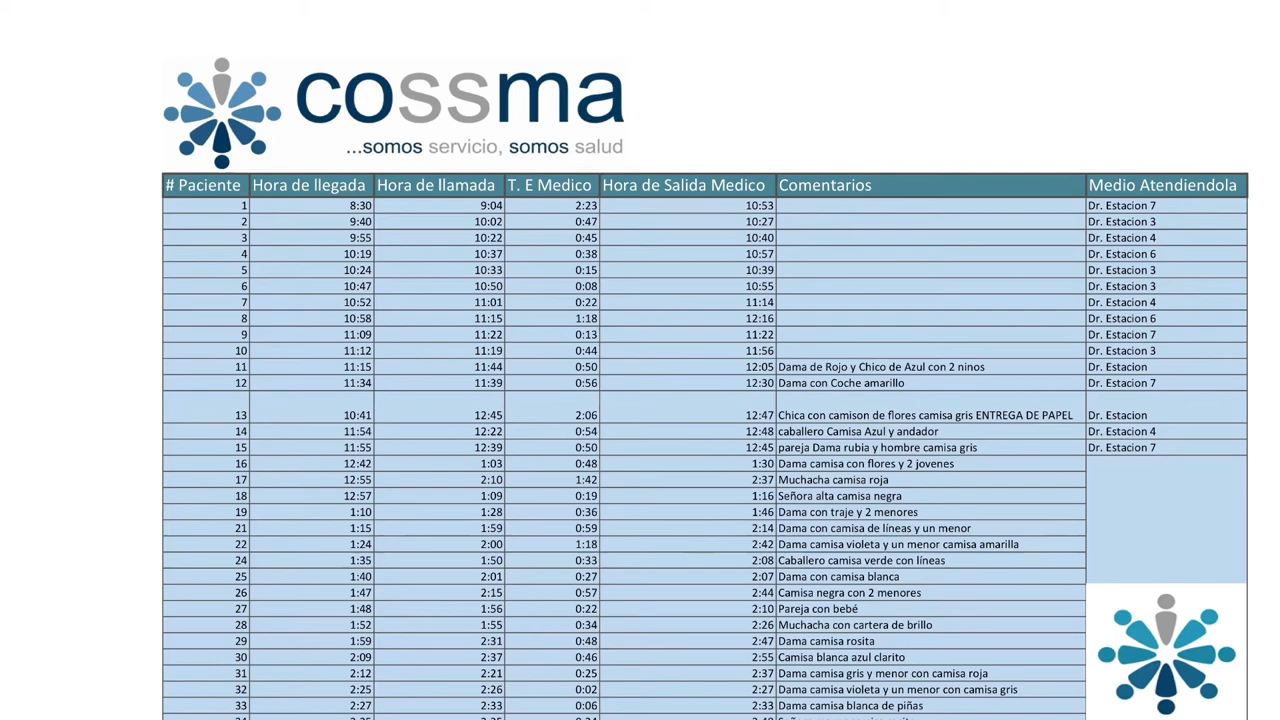 cossma
...somos servicio, somos salud
# Paciente Hora de llegada Hora de llamada T. E Medico Hora de Salida Medico Comentarios Medio Atendiendola
1 8:30 9:04 2:23 10:53 Dr. Estacion 7
2 9:40 10:02 0:47 10:27 Dr. Estacion 3
3 9:55 10:22 0:45 10:40 Dr. Estacion 4
4 10:19 10:37 0:38 10:57 Dr. Estacion 6
5 10:24 10:33 0:15 10:39 Dr. Estacion 3
6 10:47 10:50 0:08 10:55 Dr. Estacion 3
7 10:52 11:01 0:22 11:14 Dr. Estacion 4
8 10:58 11:15 1:18 12:16 Dr. Estacion 6
9 11:09 11:22 0:13 11:22 Dr. Estacion 7
10 11:12 11:19 0:44 11:56 Dr. Estacion 3
11 11:15 11:44 0:50 12:05 Dama de Rojo y Chico de Azul con 2 ninos Dr. Estacion
12 11:34 11:39 0:56 12:30 Dama con Coche amarillo Dr. Estacion 7
13 10:41 12:45 2:06 12:47 Chica con camison de flores camisa gris ENTREGA DE PAPEL Dr. Estacion
14 11:54 12:22 0:54 12:48 caballero Camisa Azul y andador Dr. Estacion 4
15 11:55 12:39 0:50 12:45 pareja Dama rubia y hombre camisa gris Dr. Estacion 7
16 12:42 1:03 0:48 1:30 Dama camisa con flores y 2 jovenes
17 12:55 2:10 1:42 2:37 Muchacha camisa roja
18 12:57 1:09 0:19 1:16 Señora alta camisa negra
19 1:10 1:28 0:36 1:46 Dama con traje y 2 menores
21 1:15 1:59 0:59 2:14 Dama con camisa de líneas y un menor
22 1:24 2:00 1:18 2:42 Dama camisa violeta y un menor camisa amarilla
24 1:35 1:50 0:33 2:08 Caballero camisa verde con líneas
25 1:40 2:01 0:27 2:07 Dama con camisa blanca
26 1:47 2:15 0:57 2:44 Camisa negra con 2 menores
27 1:48 1:56 0:22 2:10 Pareja con bebé
28 1:52 1:55 0:34 2:26 Muchacha con cartera de brillo
29 1:59 2:31 0:48 2:47 Dama camisa rosita
30 2:09 2:37 0:46 2:55 Camisa blanca azul clarito
31 2:12 2:21 0:25 2:37 Dama camisa gris y menor con camisa roja
32 2:25 2:26 0:02 2:27 Dama camisa violeta y un menor con camisa gris
33 2:27 2:33 0:06 2:33 Dama camisa blanca de piñas